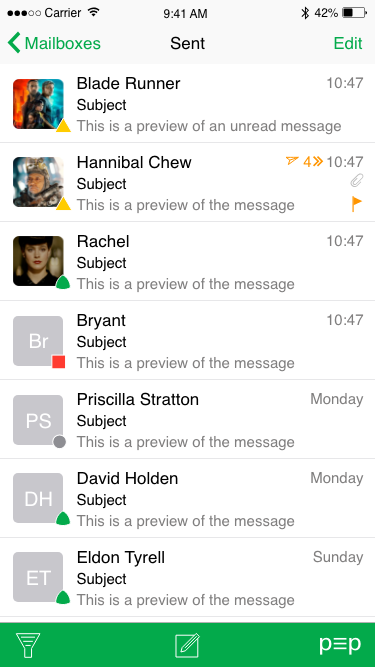 Carrier 9:41 AM 42%
Mailboxes Sent Edit
Blade Runner 10:47
Subject
This is a preview of an unread message
Hannibal Chew 4 10:47
Subject
This is a preview of the message
Rachel 10:47
Subject
This is a preview of the message
Br Bryant 10:47
Subject
This is a preview of the message
PS Priscilla Stratton Monday
Subject
This is a preview of the message
DH David Holden Monday
Subject
This is a preview of the message
ET Eldon Tyrell Sunday
Subject
This is a preview of the message
p≡p